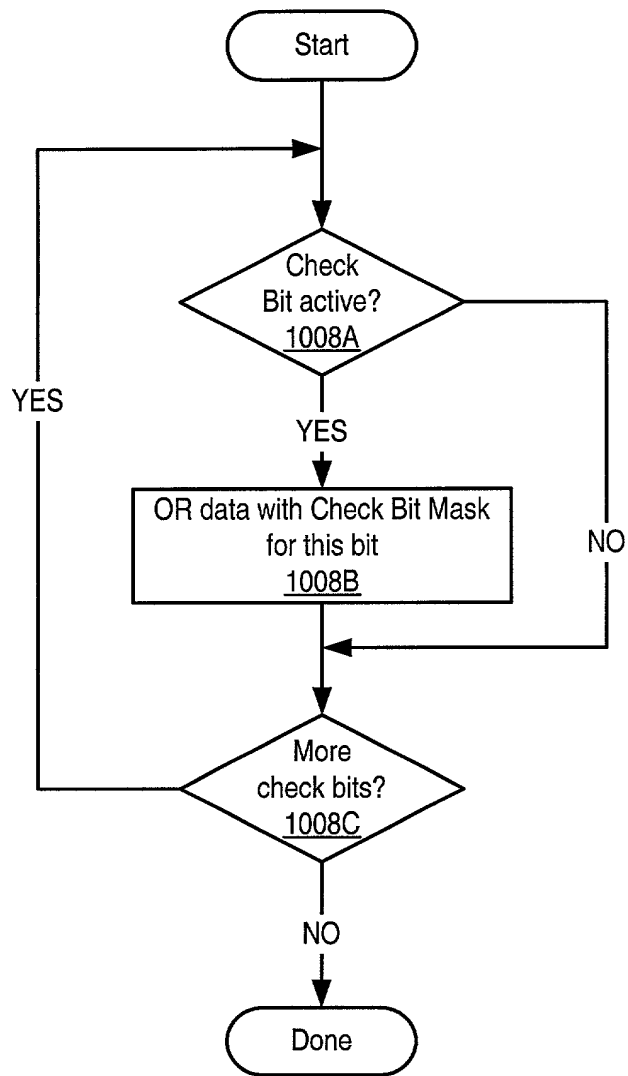 Start
Check
Bit active?
1008A
YES
YES
OR data with Check Bit Mask
for this bit
1008B
NO
More
check bits?
1008C
NO
Done